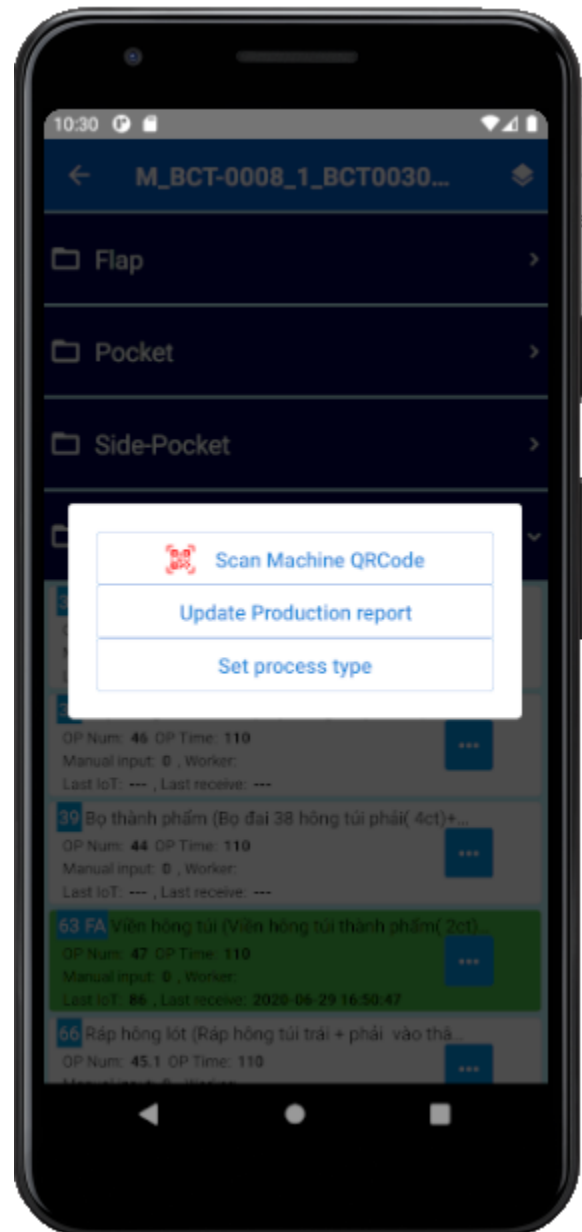 10:30
M_BCT-0008_1_BCT0030...
Flap
Pocket
Side-Pocket
Scan Machine QRCode
Update Production report
Set process type
OP Num: 46 OP Time: 110
Manual input: 0 , Worker:
Last IoT: --- , Last receive: ---
39 Bọ thành phẩm (Bọ đai 38 hông túi phải( 4ct)+...
OP Num: 44 OP Time: 110
Manual input: 0 , Worker:
Last IoT: --- , Last receive: ---
63 FA Viền hông túi (Viền hông túi thành phẩm( 2ct)...
OP Num: 47 OP Time: 110
Manual input: 0 , Worker:
Last IoT: 86 , Last receive: 2020-06-29 16:50:47
66 Ráp hông lót (Ráp hông túi trái + phải vào thâ...
OP Num: 45.1 OP Time: 110